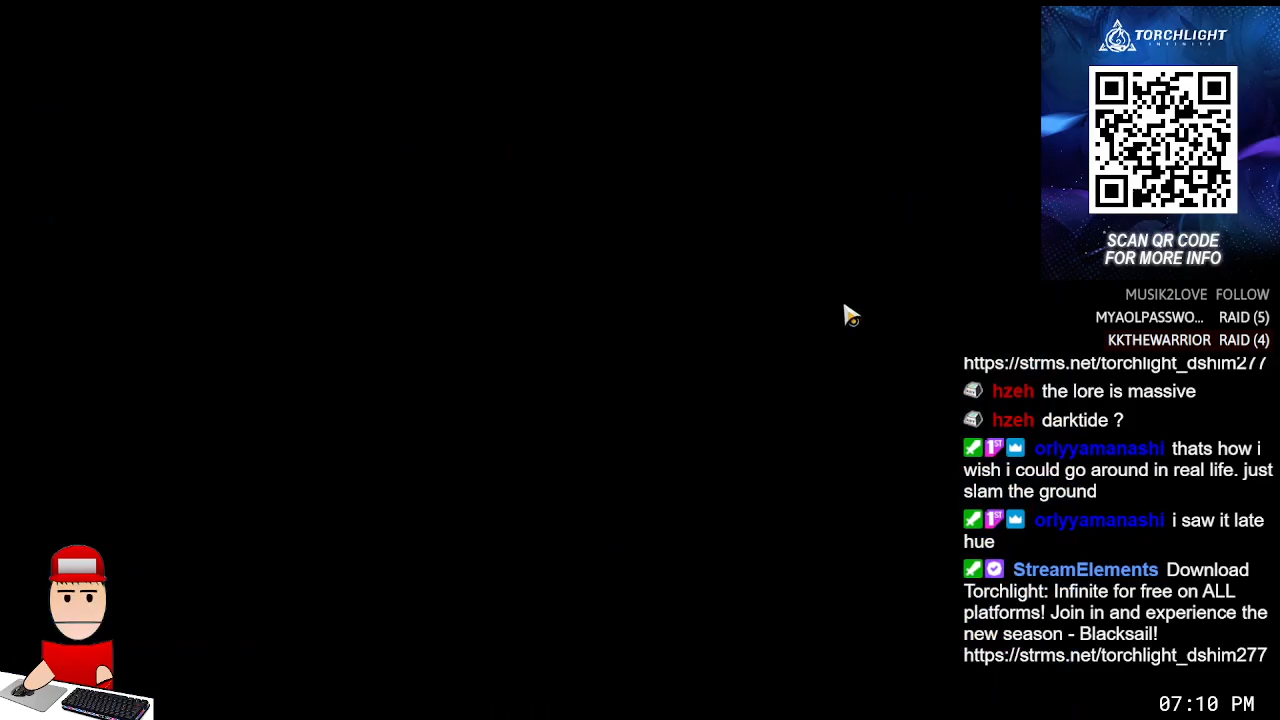 TORCHLIGHT
INFINITE
SCAN QR CODE
FOR MORE INFO
MUSIK2LOVE FOLLOW
MYAOLPASSWO... RAID (5)
KKTHEWARRIOR RAID (4)
https://strms.net/torchlight_dshim277
hzeh the lore is massive
hzeh darktide ?
1ST orlyyamanashi thats how i
wish i could go around in real life. just
slam the ground
1ST orlyyamanashi i saw it late
hue
StreamElements Download
Torchlight: Infinite for free on ALL
platforms! Join in and experience the
new season - Blacksail!
https://strms.net/torchlight_dshim277
07:10 PM